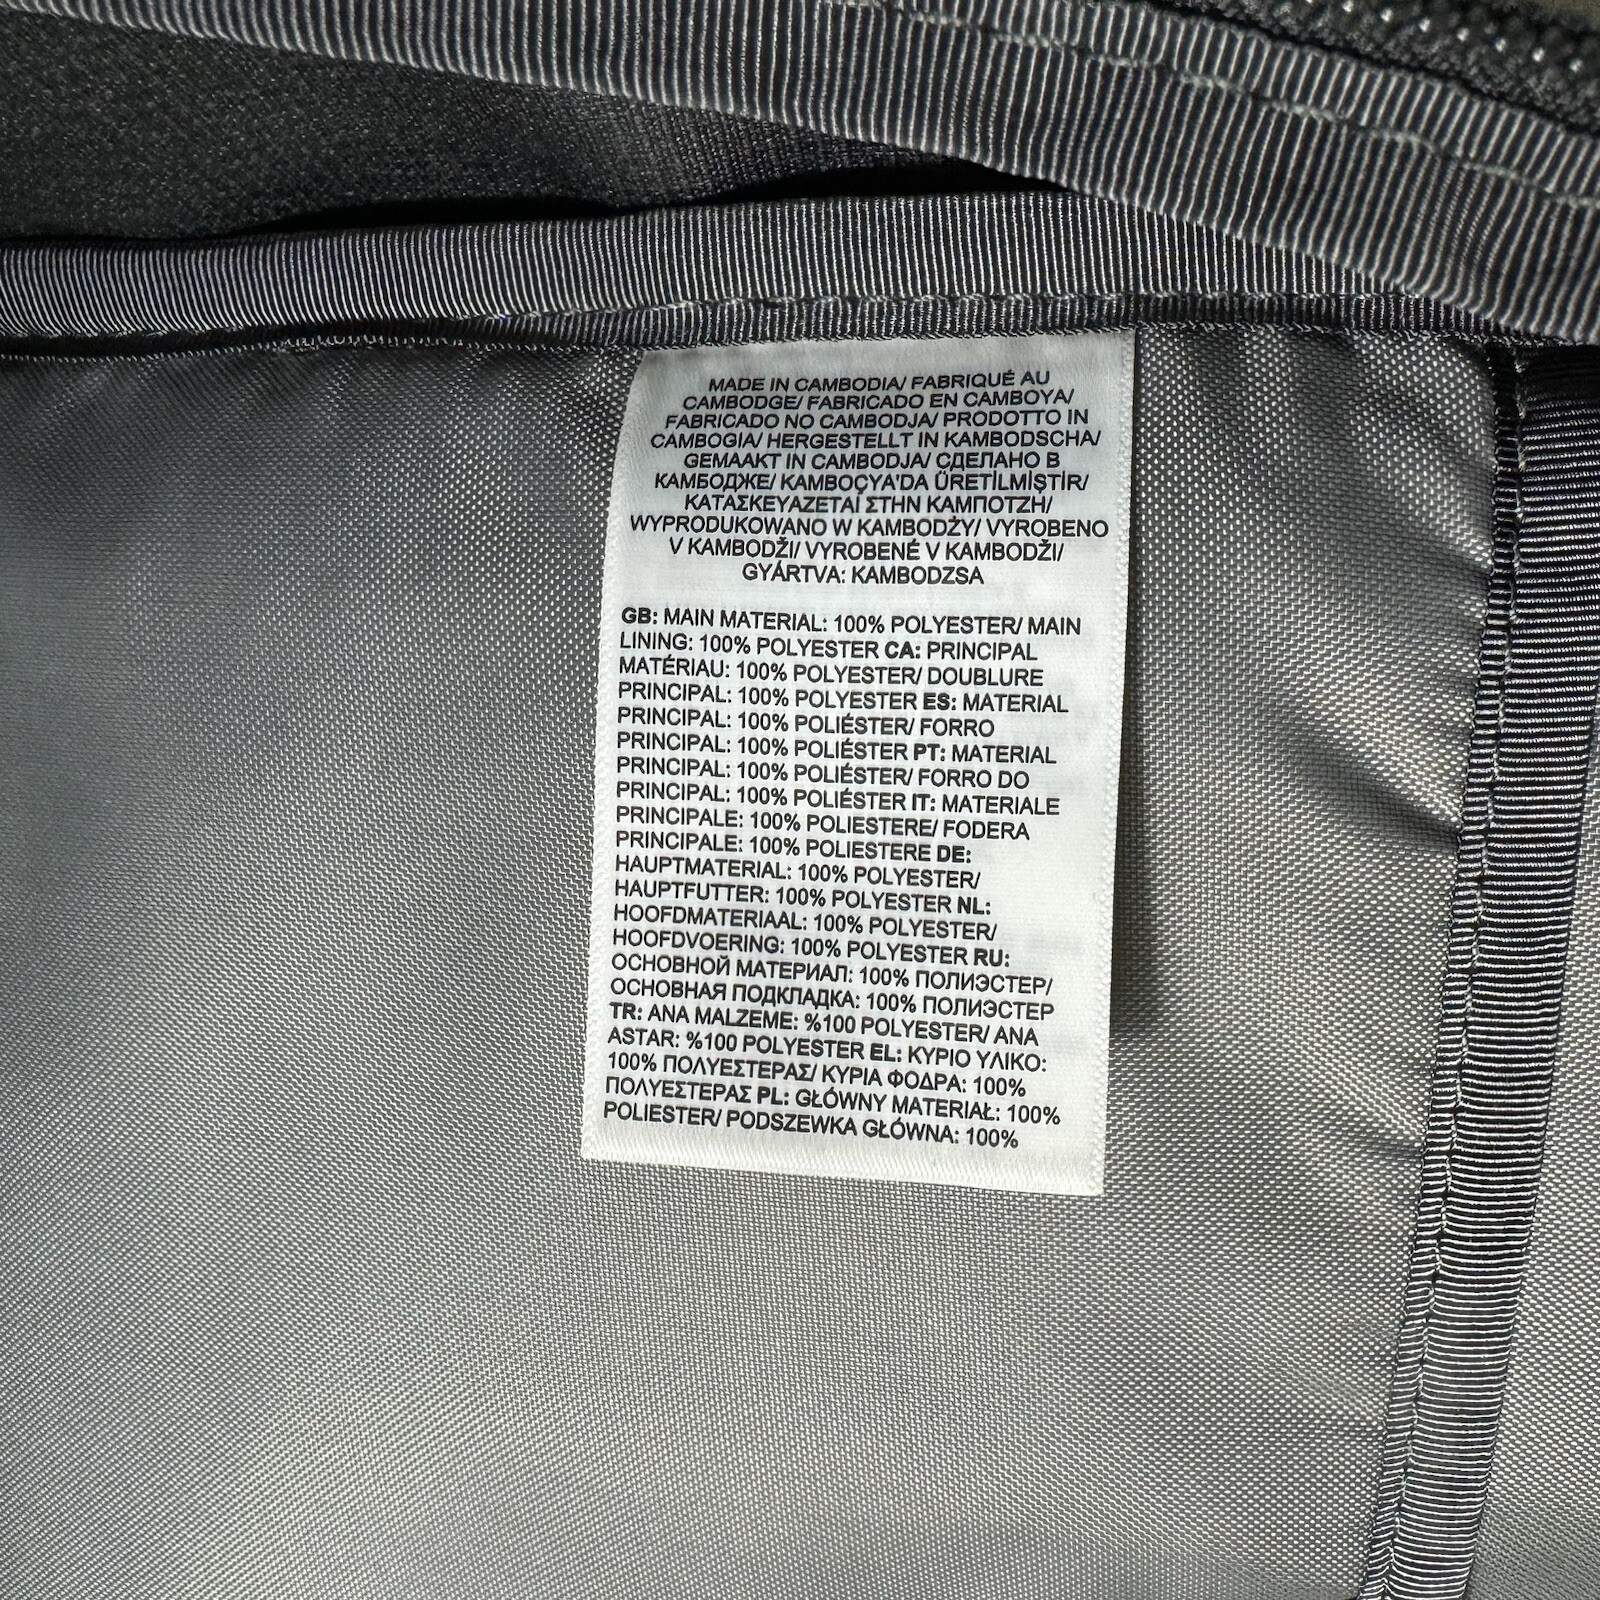 MADE IN CAMBODIA/ FABRIQUÉ AU
CAMBODGE/ FABRICADO EN CAMBOYA/
FABRICADO NO CAMBODJA/ PRODOTTO IN
CAMBOGIA/ HERGESTELLT IN KAMBODSCHA/
GEMAAKT IN CAMBODJA/ СДЕЛАНО В
КАМБОДЖЕ/ KAMBOÇYA'DA ÜRETİLMİŞTİR/
ΚΑΤΑΣΚΕΥΑΖΕΤΑΙ ΣΤΗΝ ΚΑΜΠΟΤΖΗ/
WYPRODUKOWANO W KAMBODŻY/ VYROBENO
V KAMBODŽI/ VYROBENÉ V KAMBODŽI/
GYÁRTVA: KAMBODZSA
GB: MAIN MATERIAL: 100% POLYESTER/ MAIN
LINING: 100% POLYESTER CA: PRINCIPAL
MATÉRIAU: 100% POLYESTER/ DOUBLURE
PRINCIPAL: 100% POLYESTER ES: MATERIAL
PRINCIPAL: 100% POLIÉSTER/ FORRO
PRINCIPAL: 100% POLIÉSTER PT: MATERIAL
PRINCIPAL: 100% POLIÉSTER/ FORRO DO
PRINCIPAL: 100% POLIÉSTER IT: MATERIALE
PRINCIPALE: 100% POLIESTERE/ FODERA
PRINCIPALE: 100% POLIESTERE DE:
HAUPTMATERIAL: 100% POLYESTER/
HAUPTFUTTER: 100% POLYESTER NL:
HOOFDMATERIAAL: 100% POLYESTER/
HOOFDVOERING: 100% POLYESTER RU:
ОСНОВНОЙ МАТЕРИАЛ: 100% ПОЛИЭСТЕР/
ОСНОВНАЯ ПОДКЛАДКА: 100% ПОЛИЭСТЕР
TR: ANA MALZEME: %100 POLYESTER/ ANA
ASTAR: %100 POLYESTER EL: ΚΥΡΙΟ ΥΛΙΚΟ:
100% ΠΟΛΥΕΣΤΕΡΑΣ/ ΚΥΡΙΑ ΦΟΔΡΑ: 100%
ΠΟΛΥΕΣΤΕΡΑΣ PL: GŁÓWNY MATERIAŁ: 100%
POLIESTER/ PODSZEWKA GŁÓWNA: 100%